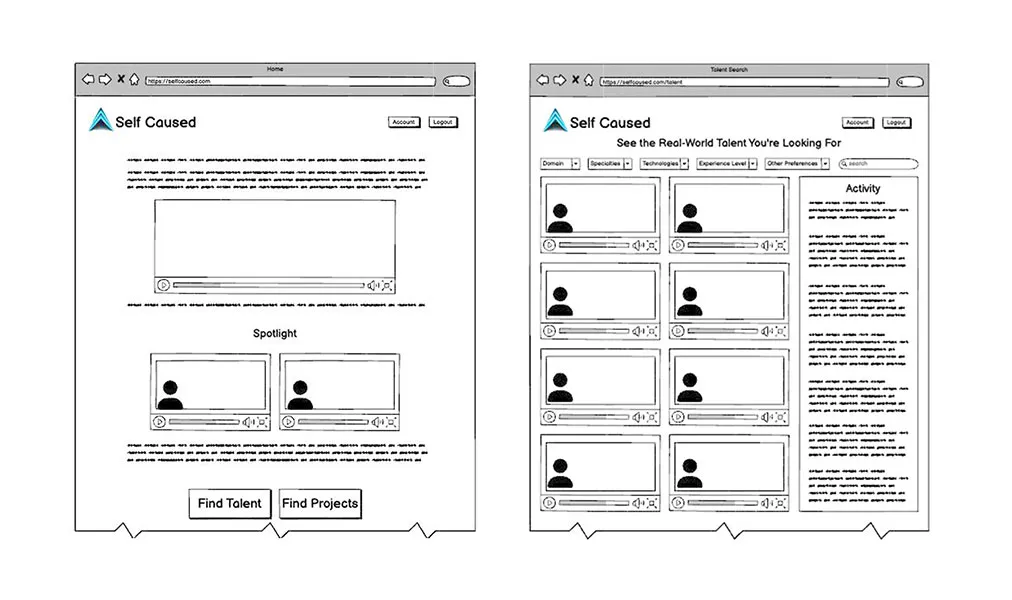 Home
https://selfcaused.com
Self Caused
Account
Logout
Spotlight
Find Talent
Find Projects
Talent Search
https://selfcaused.com/talent
Self Caused
Account
Logout
See the Real-World Talent You're Looking For
Domain
Specialties
Technologies
Experience Level
Other Preferences
search
Activity